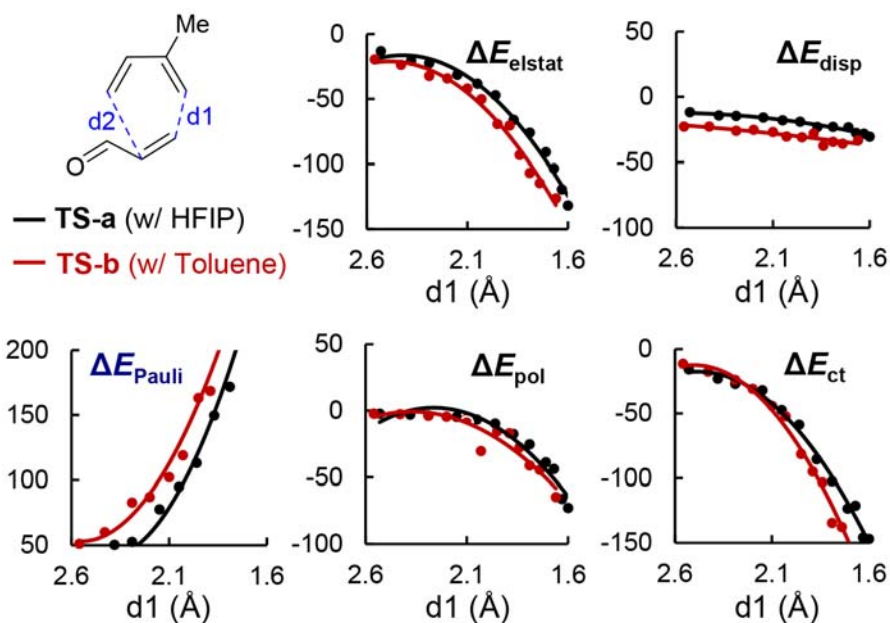 Me
d2
d1
O
TS-a (w/ HFIP)
TS-b (w/ Toluene)
ΔEelstat
0
-50
-100
-150
2.6 2.1 1.6
d1 (Å)
ΔEdisp
50
0
-50
-100
2.6 2.1 1.6
d1 (Å)
ΔEPauli
200
150
100
50
2.6 2.1 1.6
d1 (Å)
ΔEpol
50
0
-50
-100
2.6 2.1 1.6
d1 (Å)
ΔEct
0
-50
-100
-150
2.6 2.1 1.6
d1 (Å)